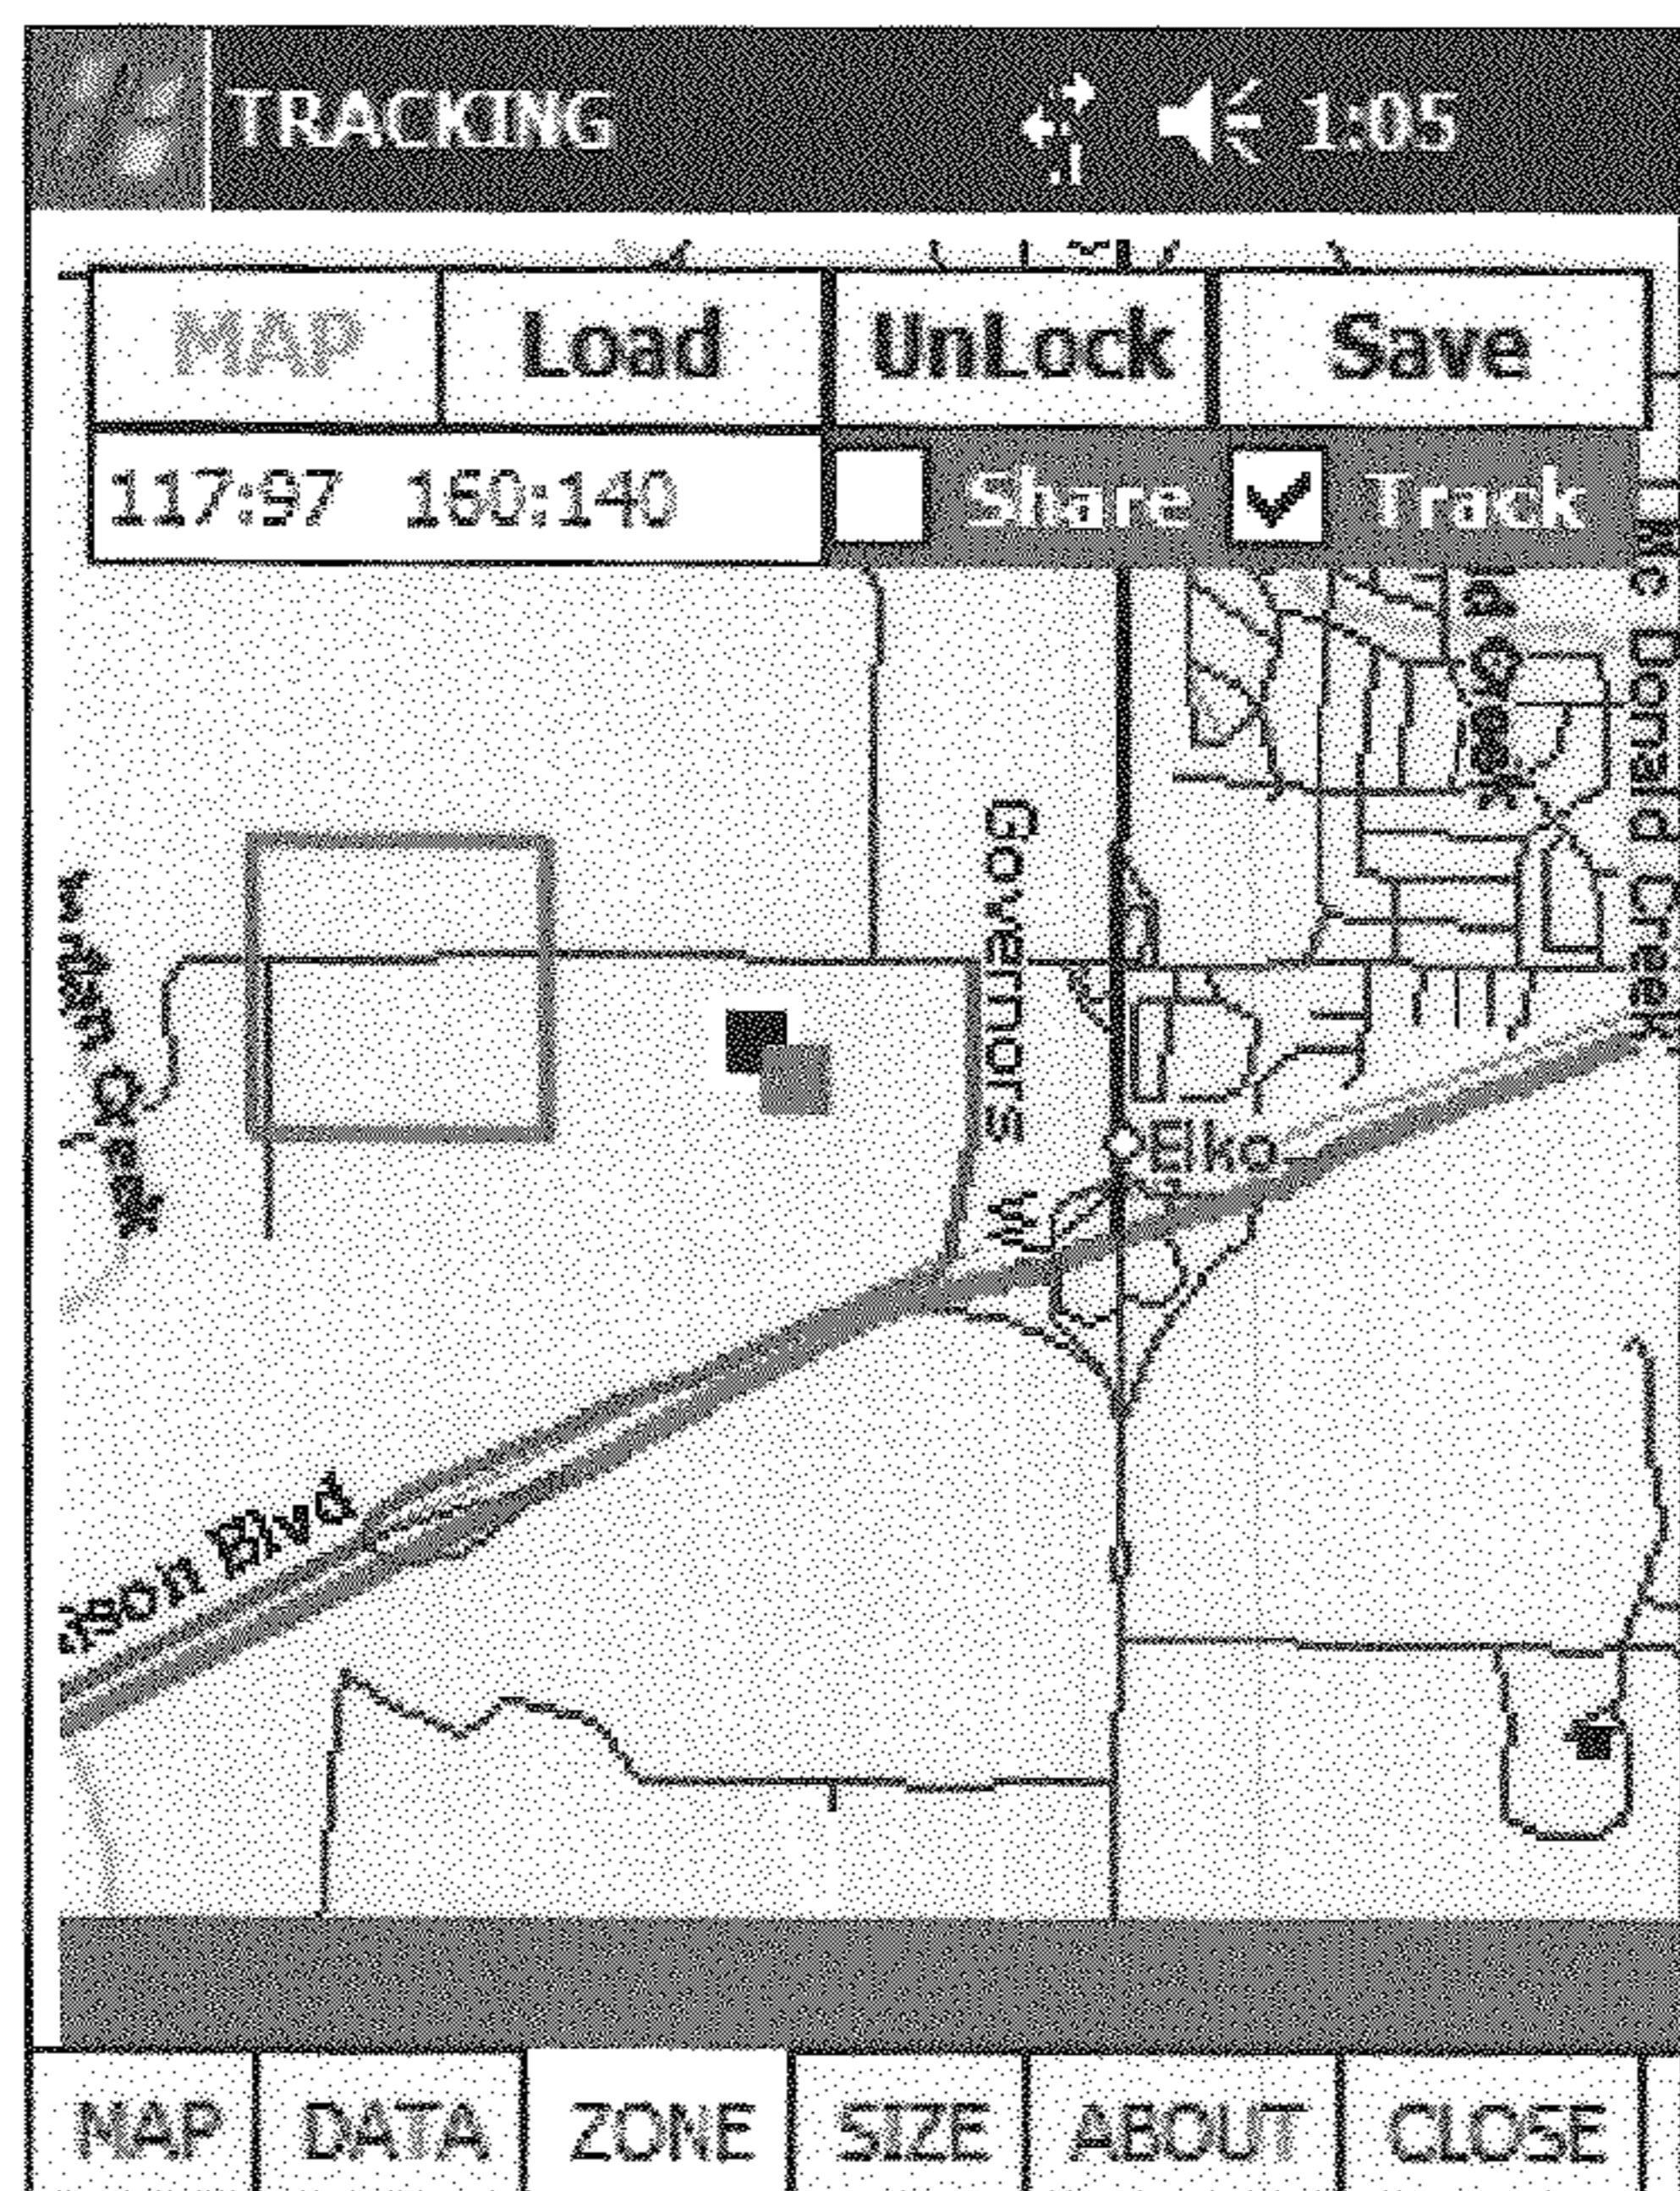 TRACKING 1:05
MAP Load UnLock Save
117:97 160:140 Share Track
Mc Donald Creek
Governors
Creek
Elko
W
Blvd
MAP DATA ZONE SIZE ABOUT CLOSE